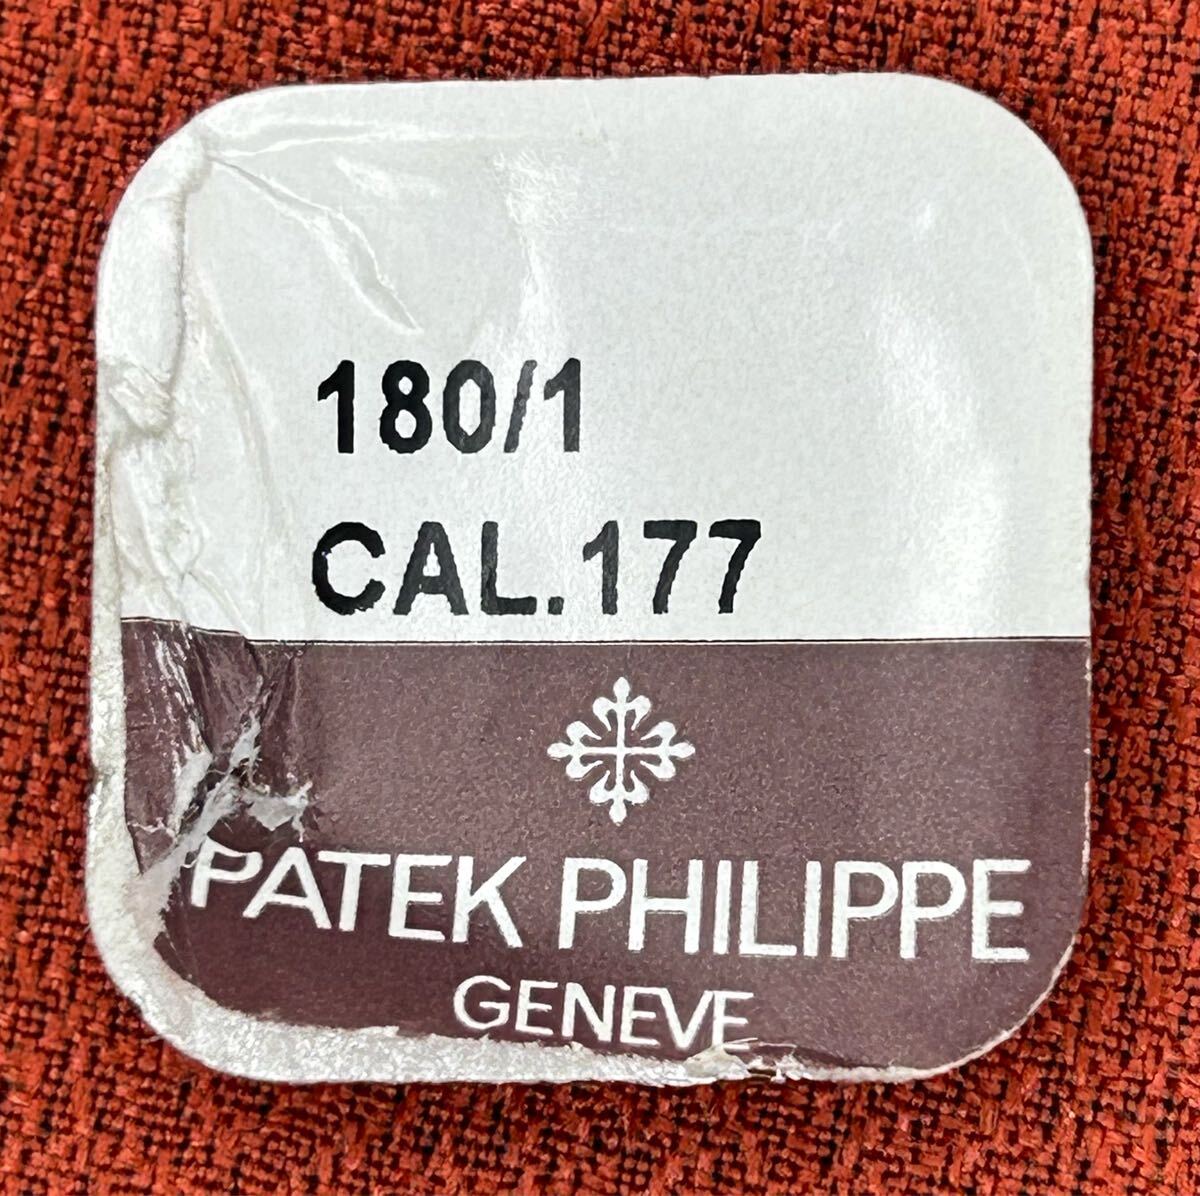 180/1
CAL.177
PATEK PHILIPPE
GENEVE